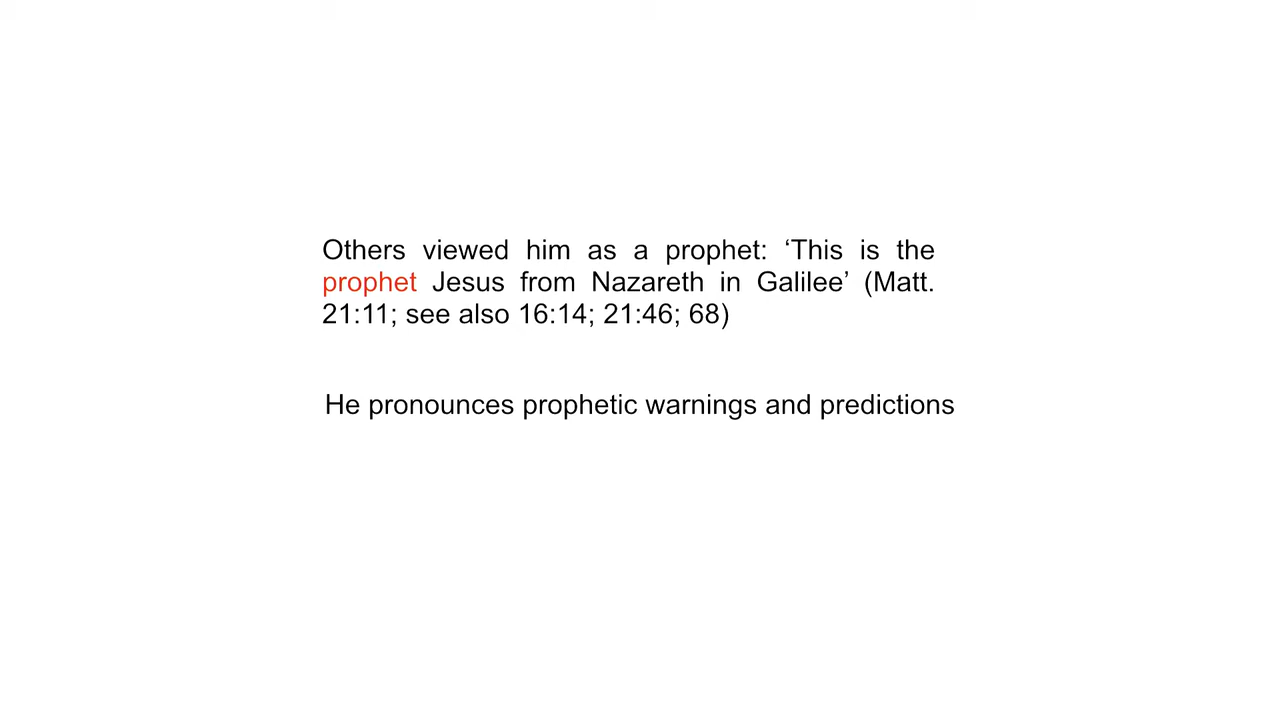 Others viewed him as a prophet: ‘This is the
prophet Jesus from Nazareth in Galilee’ (Matt.
21:11; see also 16:14; 21:46; 68)
He pronounces prophetic warnings and predictions